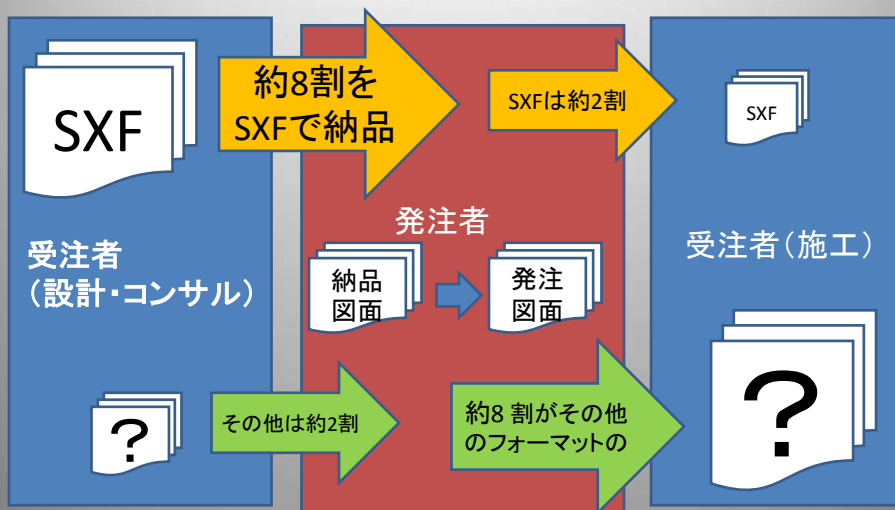 SXF
約8割を
SXFで納品
SXFは約2割
SXF
受注者
（設計・コンサル）
発注者
納品
図面
発注
図面
受注者（施工）
？
その他は約2割
約8 割がその他
のフォーマットの
？